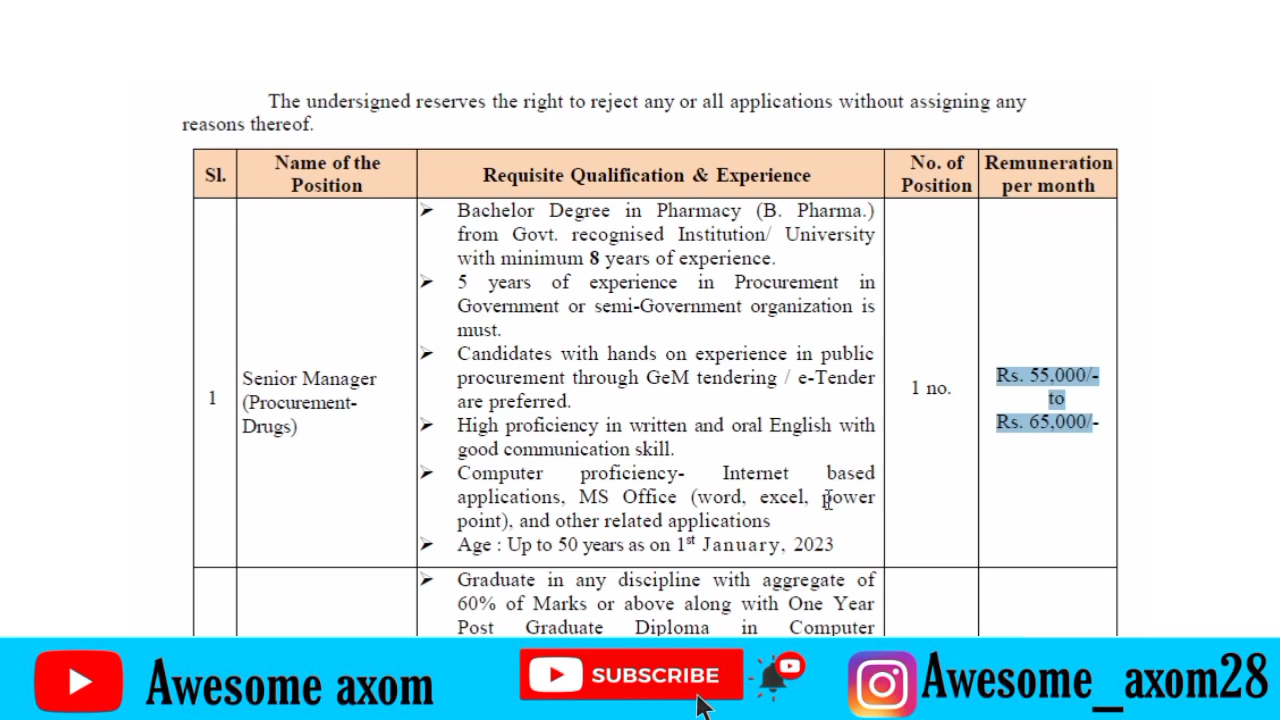 The undersigned reserves the right to reject any or all applications without assigning any
reasons thereof.
Sl.
Name of the
Position
Requisite Qualification & Experience
No. of
Position
Remuneration
per month
1
Senior Manager
(Procurement-
Drugs)
➢ Bachelor Degree in Pharmacy (B. Pharma.)
from Govt. recognised Institution/ University
with minimum 8 years of experience.
➢ 5 years of experience in Procurement in
Government or semi-Government organization is
must.
➢ Candidates with hands on experience in public
procurement through GeM tendering / e-Tender
are preferred.
➢ High proficiency in written and oral English with
good communication skill.
➢ Computer proficiency- Internet based
applications, MS Office (word, excel, power
point), and other related applications
➢ Age : Up to 50 years as on 1st January, 2023
1 no.
Rs. 55,000/-
to
Rs. 65,000/-
➢ Graduate in any discipline with aggregate of
60% of Marks or above along with One Year
Post Graduate Diploma in Computer
Awesome axom
SUBSCRIBE
Awesome_axom28